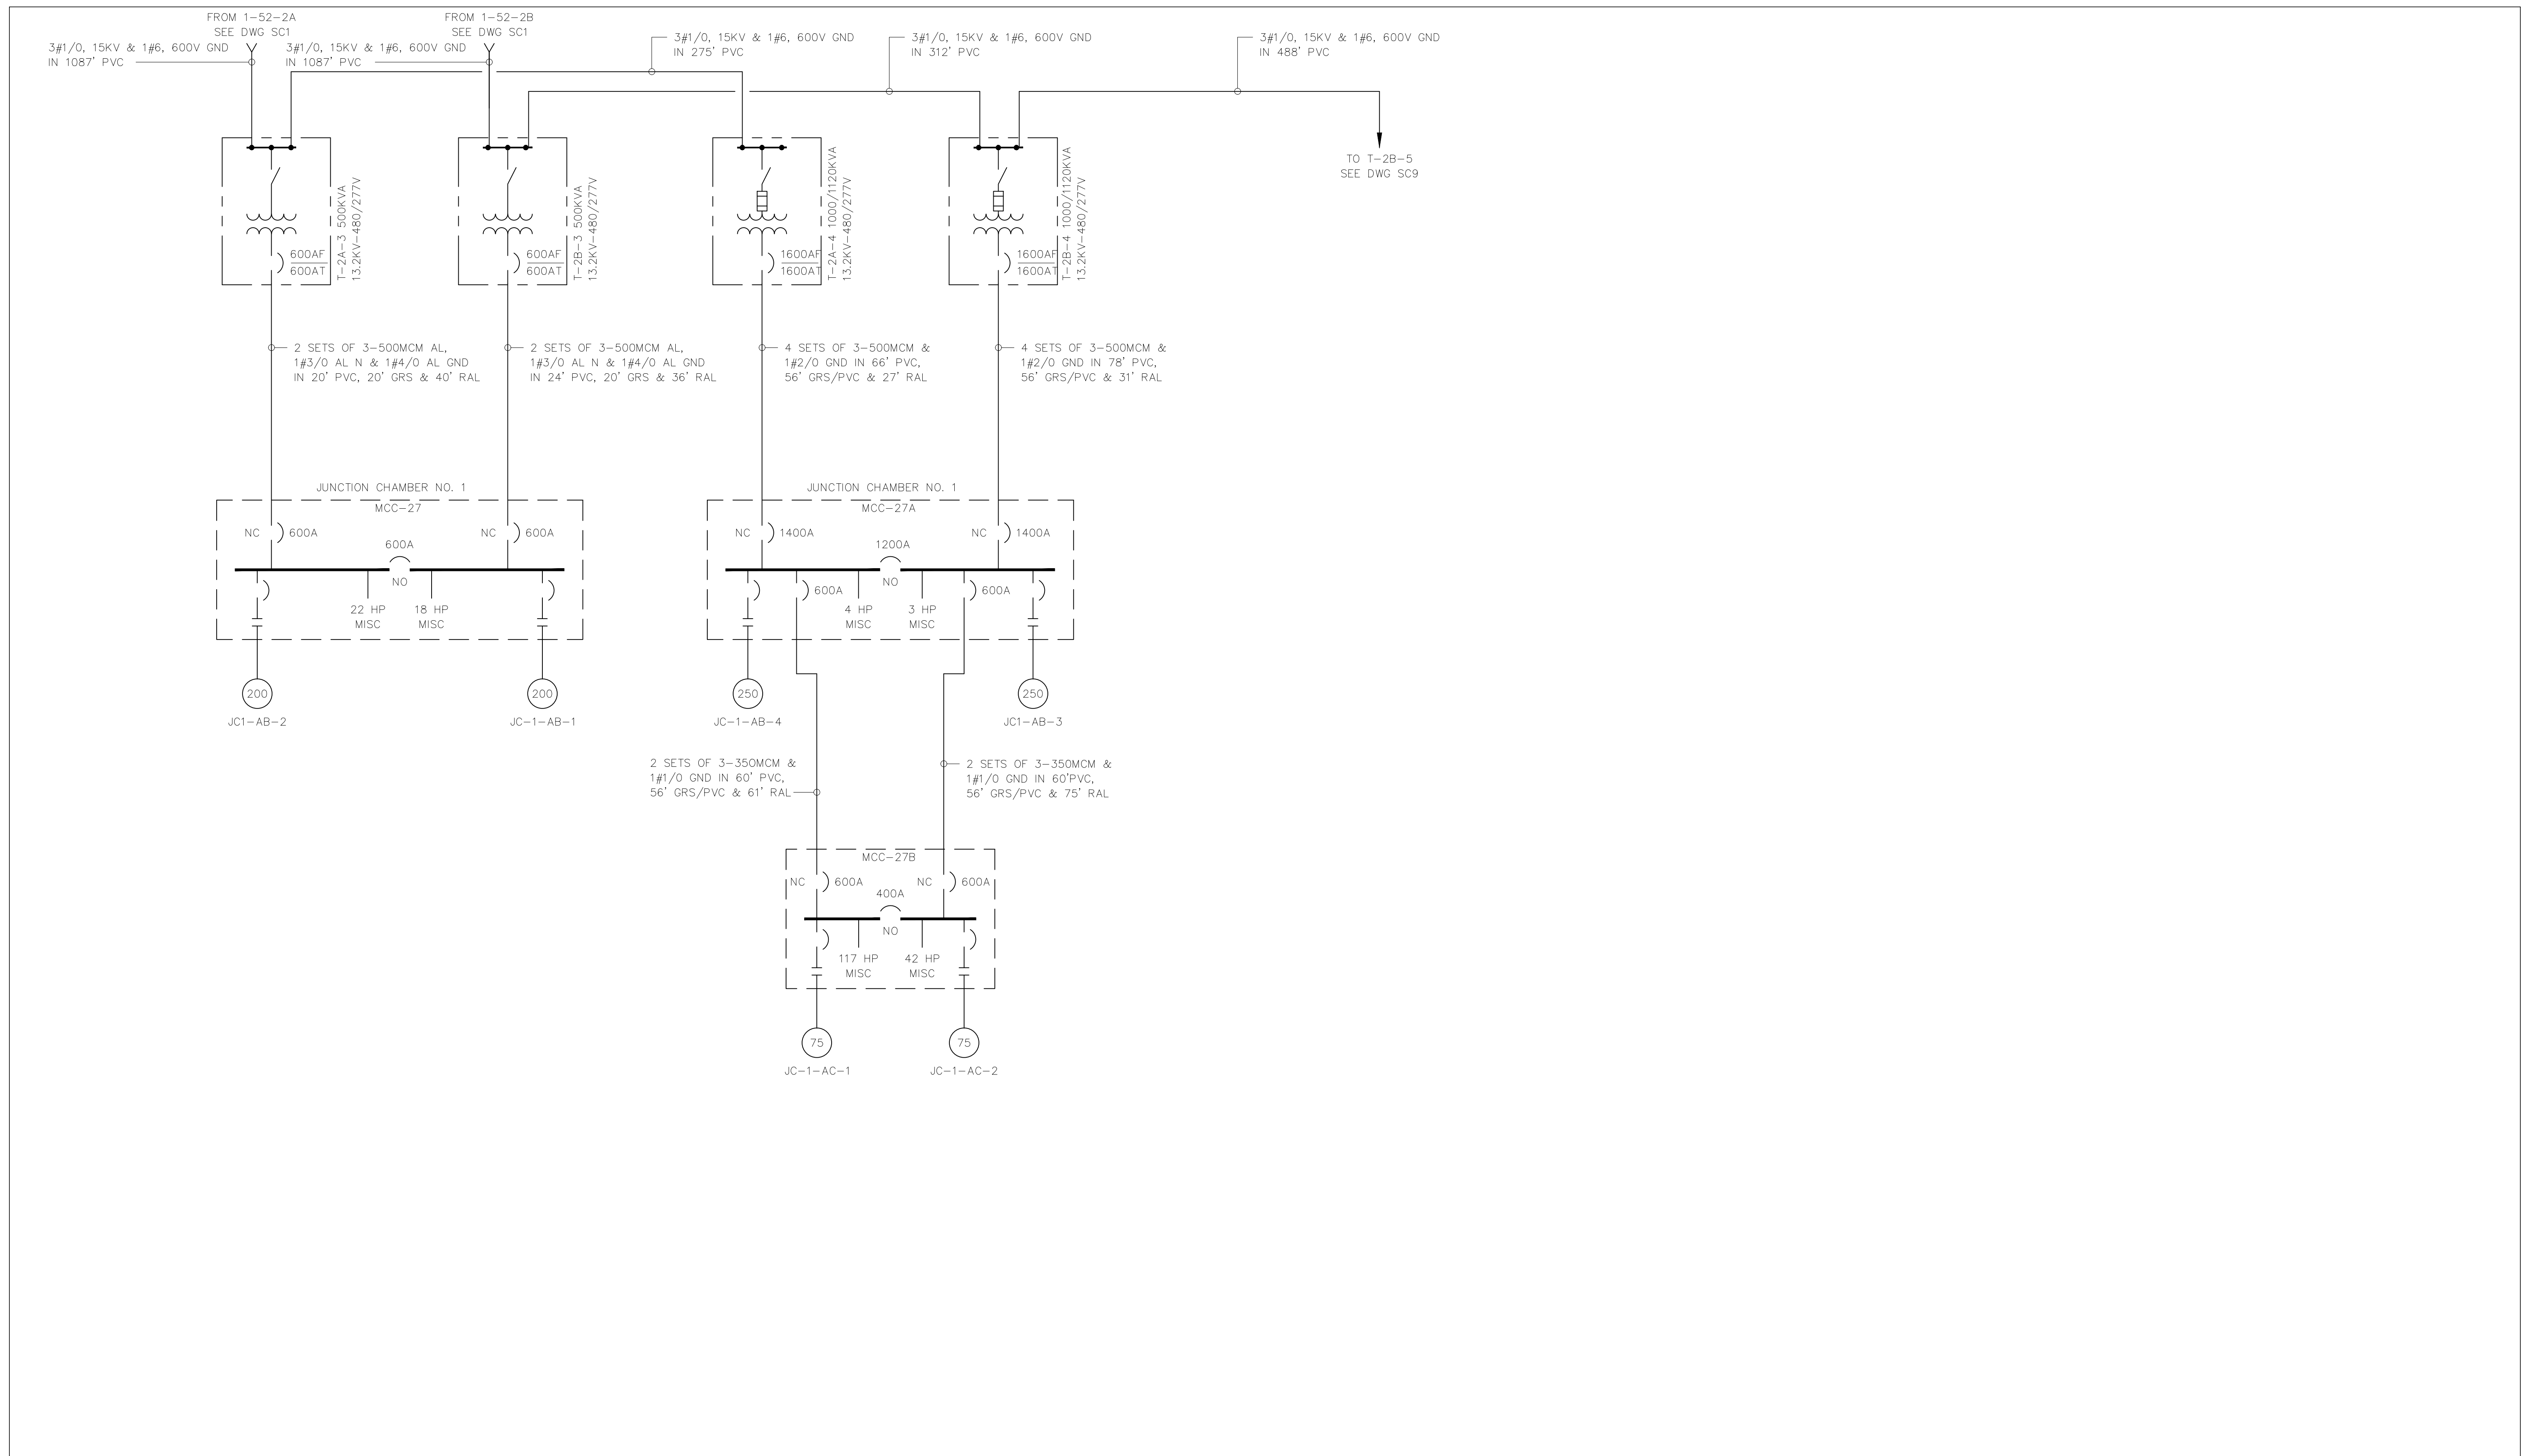 FROM 1-52-2A
SEE DWG SC1
3#1/0, 15KV & 1#6, 600V GND
IN 1087' PVC
FROM 1-52-2B
SEE DWG SC1
3#1/0, 15KV & 1#6, 600V GND
IN 1087' PVC
3#1/0, 15KV & 1#6, 600V GND
IN 275' PVC
3#1/0, 15KV & 1#6, 600V GND
IN 312' PVC
3#1/0, 15KV & 1#6, 600V GND
IN 488' PVC
TO T-2B-5
SEE DWG SC9
600AF
600AT
T-2A-3 500KVA
13.2KV-480/277V
600AF
600AT
T-2B-3 500KVA
13.2KV-480/277V
1600AF
1600AT
T-2A-4 1000/1120KVA
13.2KV-480/277V
1600AF
1600AT
T-2B-4 1000/1120KVA
13.2KV-480/277V
2 SETS OF 3-500MCM AL,
1#3/0 AL N & 1#4/0 AL GND
IN 20' PVC, 20' GRS & 40' RAL
2 SETS OF 3-500MCM AL,
1#3/0 AL N & 1#4/0 AL GND
IN 24' PVC, 20' GRS & 36' RAL
4 SETS OF 3-500MCM &
1#2/0 GND IN 66' PVC,
56' GRS/PVC & 27' RAL
4 SETS OF 3-500MCM &
1#2/0 GND IN 78' PVC,
56' GRS/PVC & 31' RAL
JUNCTION CHAMBER NO. 1
MCC-27
NC
600A
NC
600A
600A
NO
22 HP
MISC
18 HP
MISC
200
JC1-AB-2
200
JC-1-AB-1
JUNCTION CHAMBER NO. 1
MCC-27A
NC
1400A
NC
1400A
1200A
NO
600A
4 HP
MISC
3 HP
MISC
600A
250
JC-1-AB-4
250
JC1-AB-3
2 SETS OF 3-350MCM &
1#1/0 GND IN 60' PVC,
56' GRS/PVC & 61' RAL
2 SETS OF 3-350MCM &
1#1/0 GND IN 60'PVC,
56' GRS/PVC & 75' RAL
MCC-27B
NC
600A
NC
600A
400A
NO
117 HP
MISC
42 HP
MISC
75
JC-1-AC-1
75
JC-1-AC-2